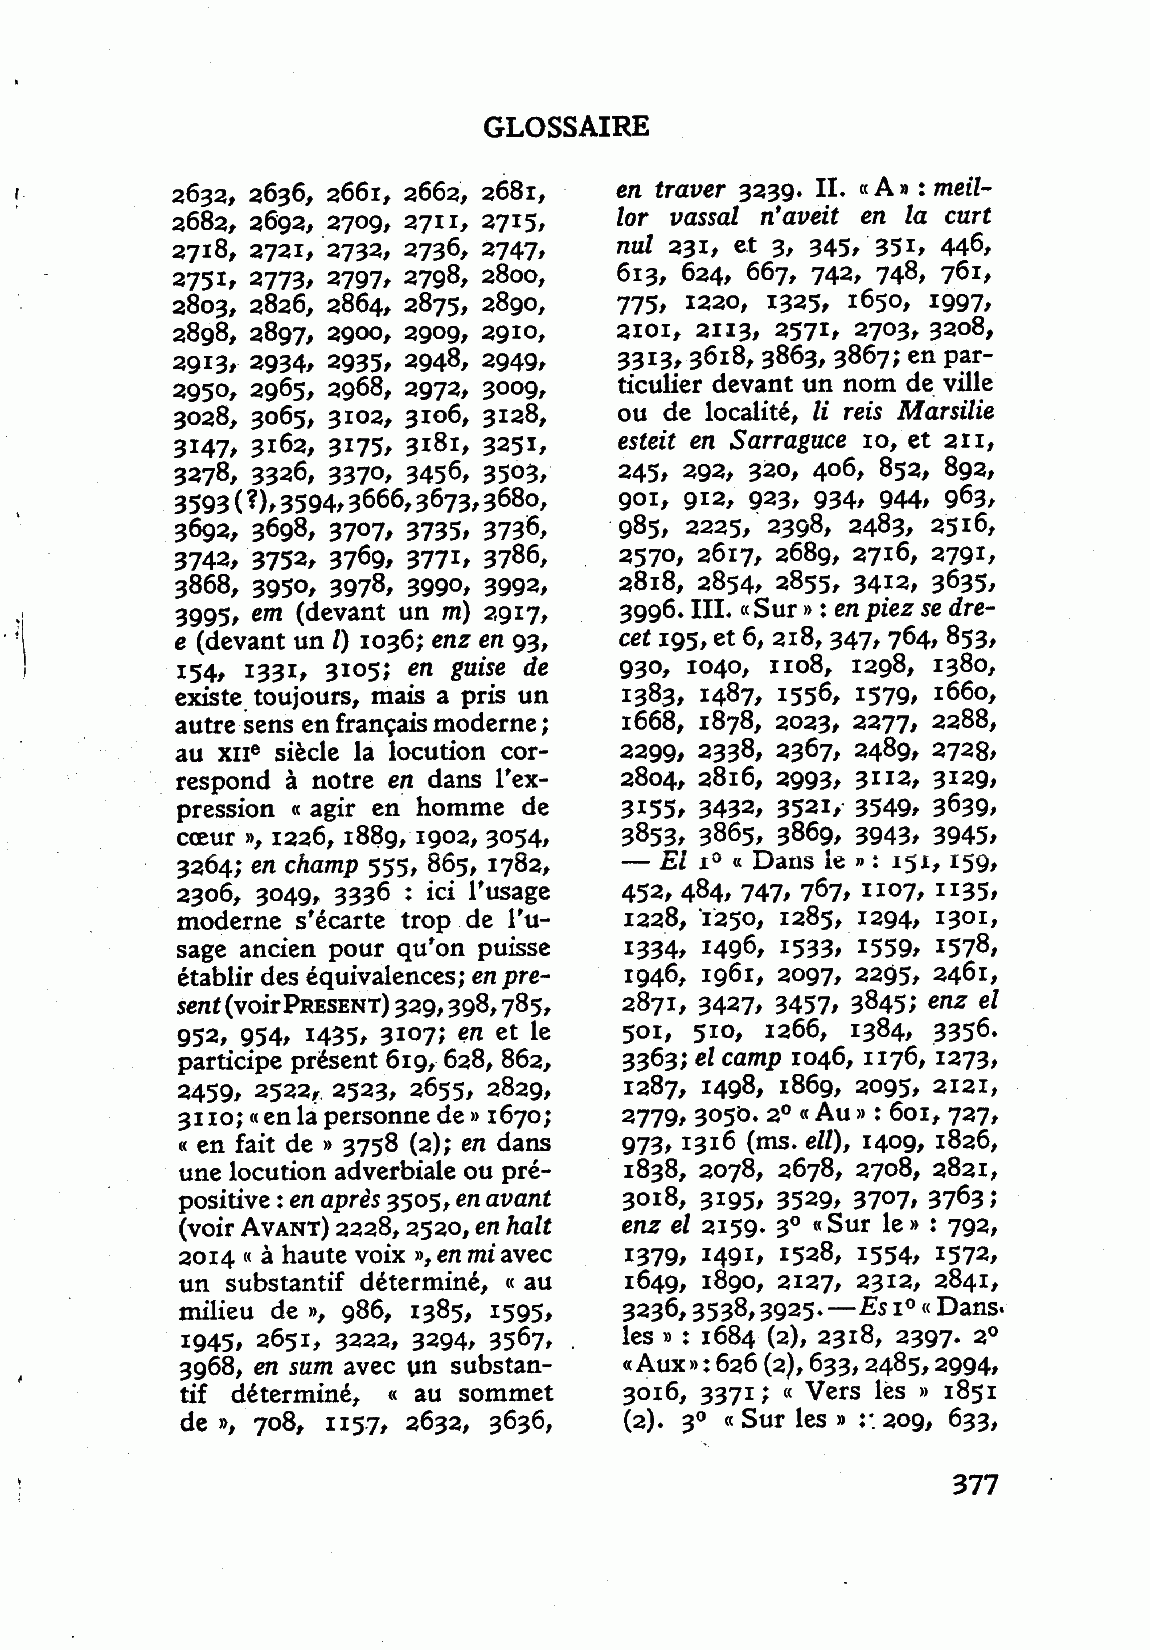 GLOSSAIRE
2632, 2636, 2661, 2662, 2681,
2682, 2692, 2709, 2711, 2715,
2718, 2721, 2732, 2736, 2747,
2751, 2773, 2797, 2798, 2800,
2803, 2826, 2864, 2875, 2890,
2898, 2897, 2900, 2909, 2910,
2913, 2934, 2935, 2948, 2949,
2950, 2965, 2968, 2972, 3009,
3028, 3065, 3102, 3106, 3128,
3147, 3162, 3175, 3181, 3251,
3278, 3326, 3370, 3456, 3503,
3593 (?), 3594, 3666, 3673, 3680,
3692, 3698, 3707, 3735, 3736,
3742, 3752, 3769, 3771, 3786,
3868, 3950, 3978, 3990, 3992,
3995, em (devant un m) 2917,
e (devant un l) 1036; enz en 93,
154, 1331, 3105; en guise de
existe toujours, mais a pris un
autre sens en français moderne;
au XIIe siècle la locution cor-
respond à notre en dans l'ex-
pression « agir en homme de
cœur », 1226, 1889, 1902, 3054,
3264; en champ 555, 865, 1782,
2306, 3049, 3336 : ici l'usage
moderne s'écarte trop de l'u-
sage ancien pour qu'on puisse
établir des équivalences; en pre-
sent (voir PRESENT) 329, 398, 785,
952, 954, 1435, 3107; en et le
participe présent 619, 628, 862,
2459, 2522, 2523, 2655, 2829,
3110; « en la personne de » 1670;
« en fait de » 3758 (2); en dans
une locution adverbiale ou pré-
positive : en après 3505, en avant
(voir AVANT) 2228, 2520, en halt
2014 « à haute voix », en mi avec
un substantif déterminé, « au
milieu de », 986, 1385, 1595,
1945, 2651, 3222, 3294, 3567,
3968, en sum avec un substan-
tif déterminé, « au sommet
de », 708, 1157, 2632, 3636,
en traver 3239. II. « A » : meil-
lor vassal n'aveit en la curt
nul 231, et 3, 345, 351, 446,
613, 624, 667, 742, 748, 761,
775, 1220, 1325, 1650, 1997,
2101, 2113, 2571, 2703, 3208,
3313, 3618, 3863, 3867; en par-
ticulier devant un nom de ville
ou de localité, li reis Marsilie
esteit en Sarraguce 10, et 211,
245, 292, 320, 406, 852, 892,
901, 912, 923, 934, 944, 963,
985, 2225, 2398, 2483, 2516,
2570, 2617, 2689, 2716, 2791,
2818, 2854, 2855, 3412, 3635,
3996. III. « Sur » : en piez se dre-
cet 195, et 6, 218, 347, 764, 853,
930, 1040, 1108, 1298, 1380,
1383, 1487, 1556, 1579, 1660,
1668, 1878, 2023, 2277, 2288,
2299, 2338, 2367, 2489, 2728,
2804, 2816, 2993, 3112, 3129,
3155, 3432, 3521, 3549, 3639,
3853, 3865, 3869, 3943, 3945,
— El 1º « Dans le » : 151, 159,
452, 484, 747, 767, 1107, 1135,
1228, 1250, 1285, 1294, 1301,
1334, 1496, 1533, 1559, 1578,
1946, 1961, 2097, 2295, 2461,
2871, 3427, 3457, 3845; enz el
501, 510, 1266, 1384, 3356.
3363; el camp 1046, 1176, 1273,
1287, 1498, 1869, 2095, 2121,
2779, 3050. 2º « Au » : 601, 727,
973, 1316 (ms. ell), 1409, 1826,
1838, 2078, 2678, 2708, 2821,
3018, 3195, 3529, 3707, 3763;
enz el 2159. 3º « Sur le » : 792,
1379, 1491, 1528, 1554, 1572,
1649, 1890, 2127, 2312, 2841,
3236, 3538, 3925. — Es 1º « Dans
les » : 1684 (2), 2318, 2397. 2º
« Aux » : 626 (2), 633, 2485, 2994,
3016, 3371; « Vers les » 1851
(2). 3º « Sur les » : 209, 633,
377